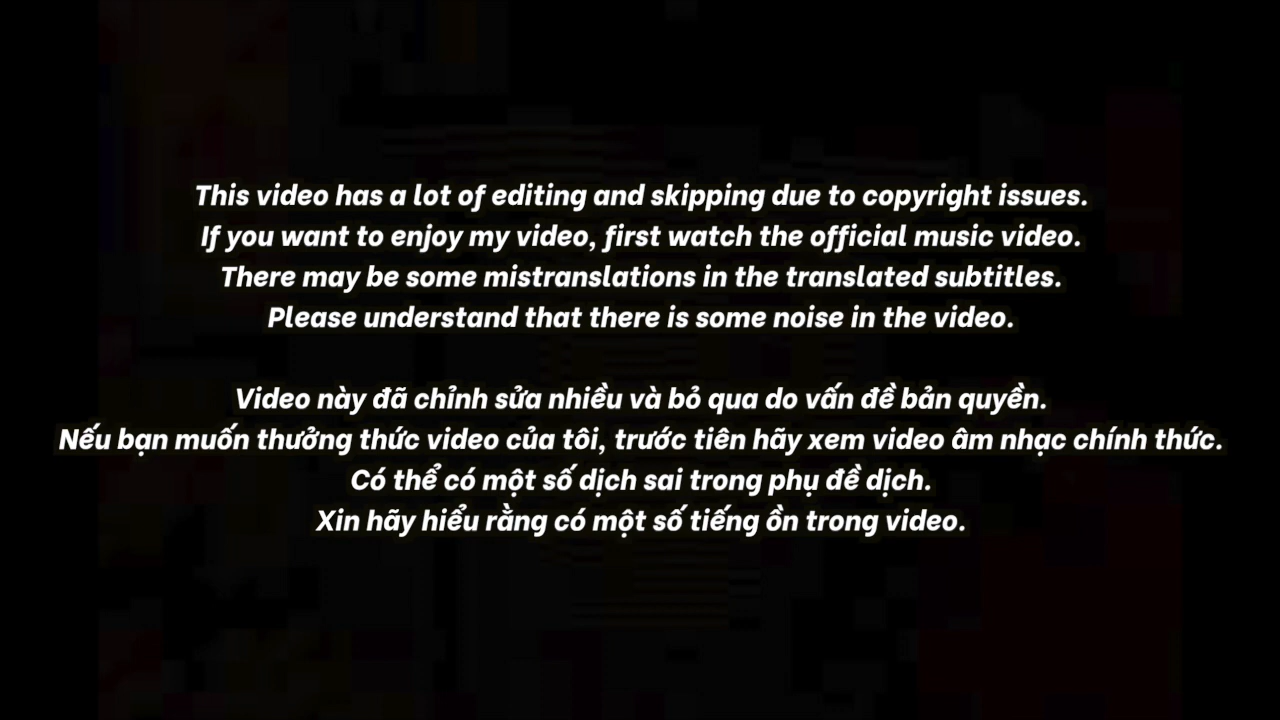 This video has a lot of editing and skipping due to copyright issues.
If you want to enjoy my video, first watch the official music video.
There may be some mistranslations in the translated subtitles.
Please understand that there is some noise in the video.
Video này đã chỉnh sửa nhiều và bỏ qua do vấn đề bản quyền.
Nếu bạn muốn thưởng thức video của tôi, trước tiên hãy xem video âm nhạc chính thức.
Có thể có một số dịch sai trong phụ đề dịch.
Xin hãy hiểu rằng có một số tiếng ồn trong video.